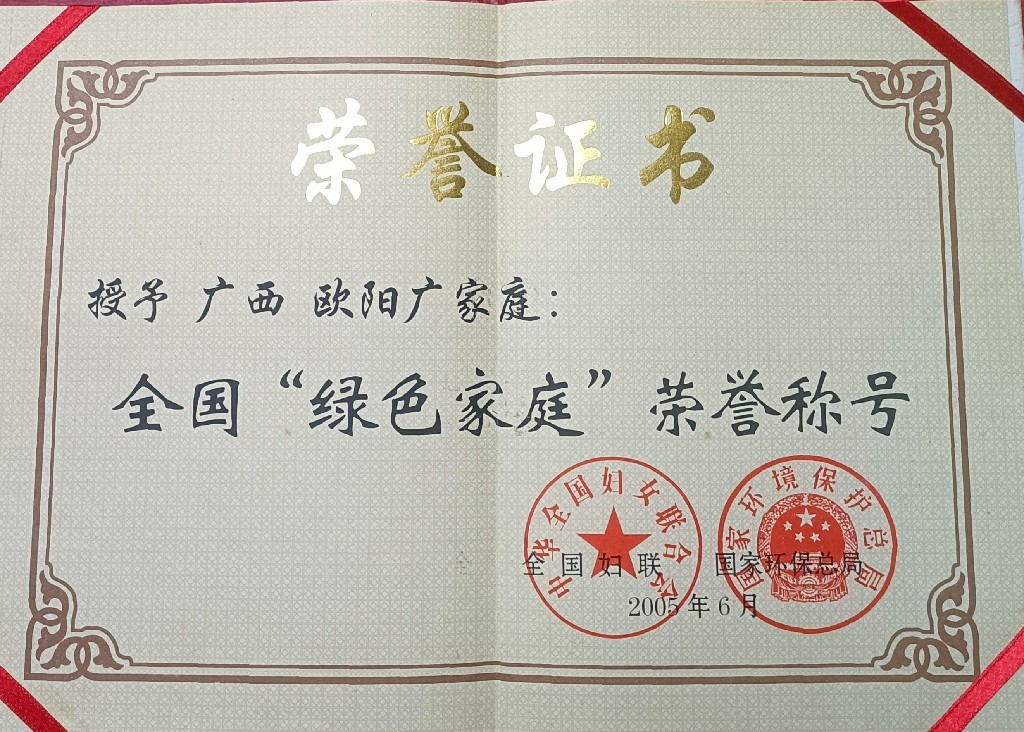 荣誉证书
授予 广西 欧阳广家庭：
全国“绿色家庭”荣誉称号
中华全国妇女联合会
国家环境保护总局
全国妇联 国家环保总局
2005年6月